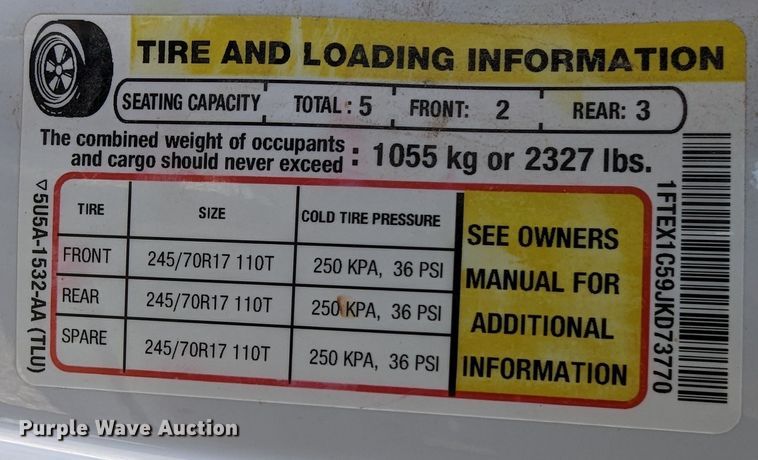 TIRE AND LOADING INFORMATION
SEATING CAPACITY TOTAL: 5 FRONT: 2 REAR: 3
The combined weight of occupants
and cargo should never exceed : 1055 kg or 2327 lbs.
TIRE SIZE COLD TIRE PRESSURE
FRONT 245/70R17 110T 250 KPA, 36 PSI
REAR 245/70R17 110T 250 KPA, 36 PSI
SPARE 245/70R17 110T 250 KPA, 36 PSI
SEE OWNERS
MANUAL FOR
ADDITIONAL
INFORMATION
▽5U5A-1532-AA (TLU)
1FTEX1C59JKD73770
Purple Wave Auction